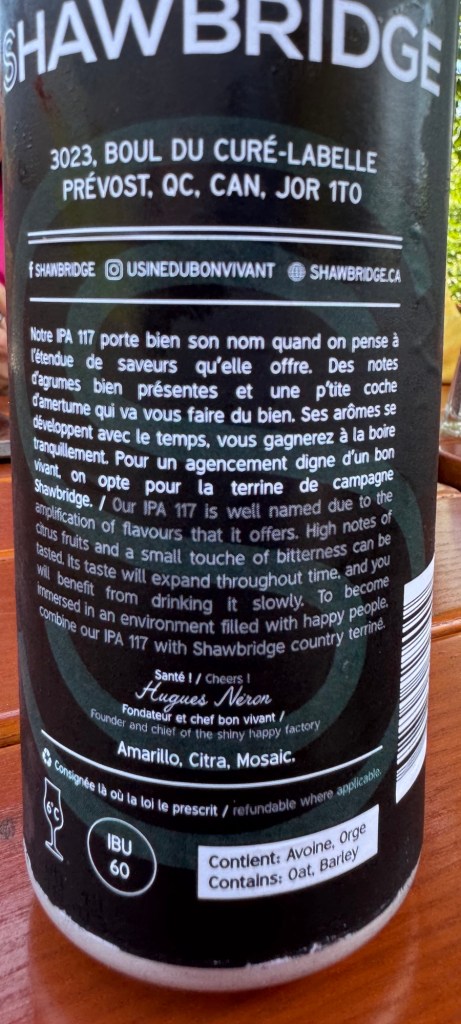 SHAWBRIDGE
3023, BOUL DU CURÉ-LABELLE
PRÉVOST, QC, CAN, JOR 1T0
f SHAWBRIDGE USINEDUBONVIVANT SHAWBRIDGE.CA
Notre IPA 117 porte bien son nom quand on pense à
l'étendue de saveurs qu'elle offre. Des notes
d'agrumes bien présentes et une p'tite coche
d'amertume qui va vous faire du bien. Ses arômes se
développent avec le temps, vous gagnerez à la boire
tranquillement. Pour un agencement digne d'un bon
vivant, on opte pour la terrine de campagne
Shawbridge. / Our IPA 117 is well named due to the
amplification of flavours that it offers. High notes of
citrus fruits and a small touche of bitterness can be
tasted. Its taste will expand throughout time, and you
will benefit from drinking it slowly. To become
immersed in an environment filled with happy people,
combine our IPA 117 with Shawbridge country terrine.
Santé ! / Cheers !
Hugues Néron
Fondateur et chef bon vivant /
Founder and chief of the shiny happy factory
Amarillo, Citra, Mosaic.
Consignée là où la loi le prescrit / refundable where applicable.
6°C
IBU
60
Contient: Avoine, Orge
Contains: Oat, Barley